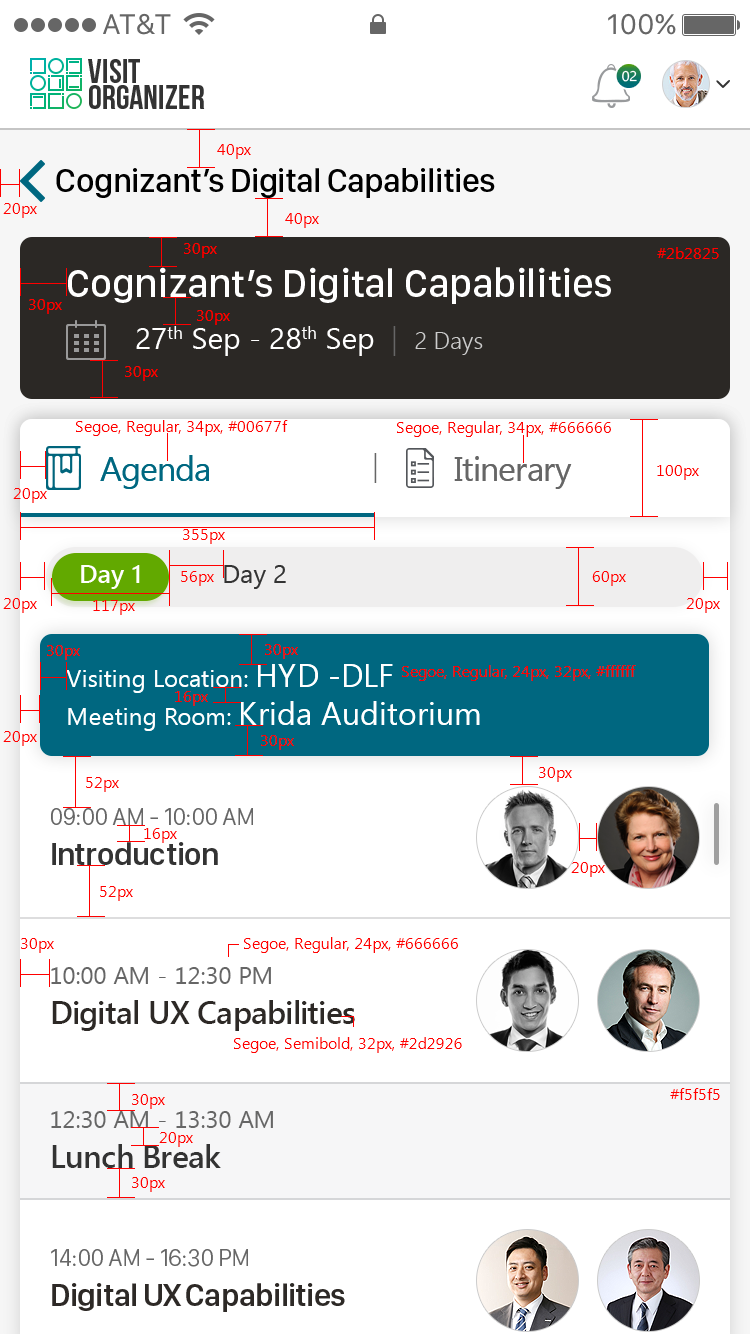 AT&T 100%
VISIT
ORGANIZER
02
40px
Cognizant’s Digital Capabilities
20px
40px
30px
#2b2825
Cognizant’s Digital Capabilities
30px
30px
27th Sep - 28th Sep | 2 Days
30px
Segoe, Regular, 34px, #00677f
Segoe, Regular, 34px, #666666
Agenda | Itinerary
100px
20px
355px
Day 1 56px Day 2 60px
20px 117px 20px
30px 30px
Visiting Location: HYD -DLF Segoe, Regular, 24px, 32px, #ffffff
16px
Meeting Room: Krida Auditorium
20px 30px
52px 30px
09:00 AM - 10:00 AM
16px
Introduction
20px
52px
30px Segoe, Regular, 24px, #666666
10:00 AM - 12:30 PM
Digital UX Capabilities
Segoe, Semibold, 32px, #2d2926
30px #f5f5f5
12:30 AM - 13:30 AM
20px
Lunch Break
30px
14:00 AM - 16:30 PM
Digital UX Capabilities